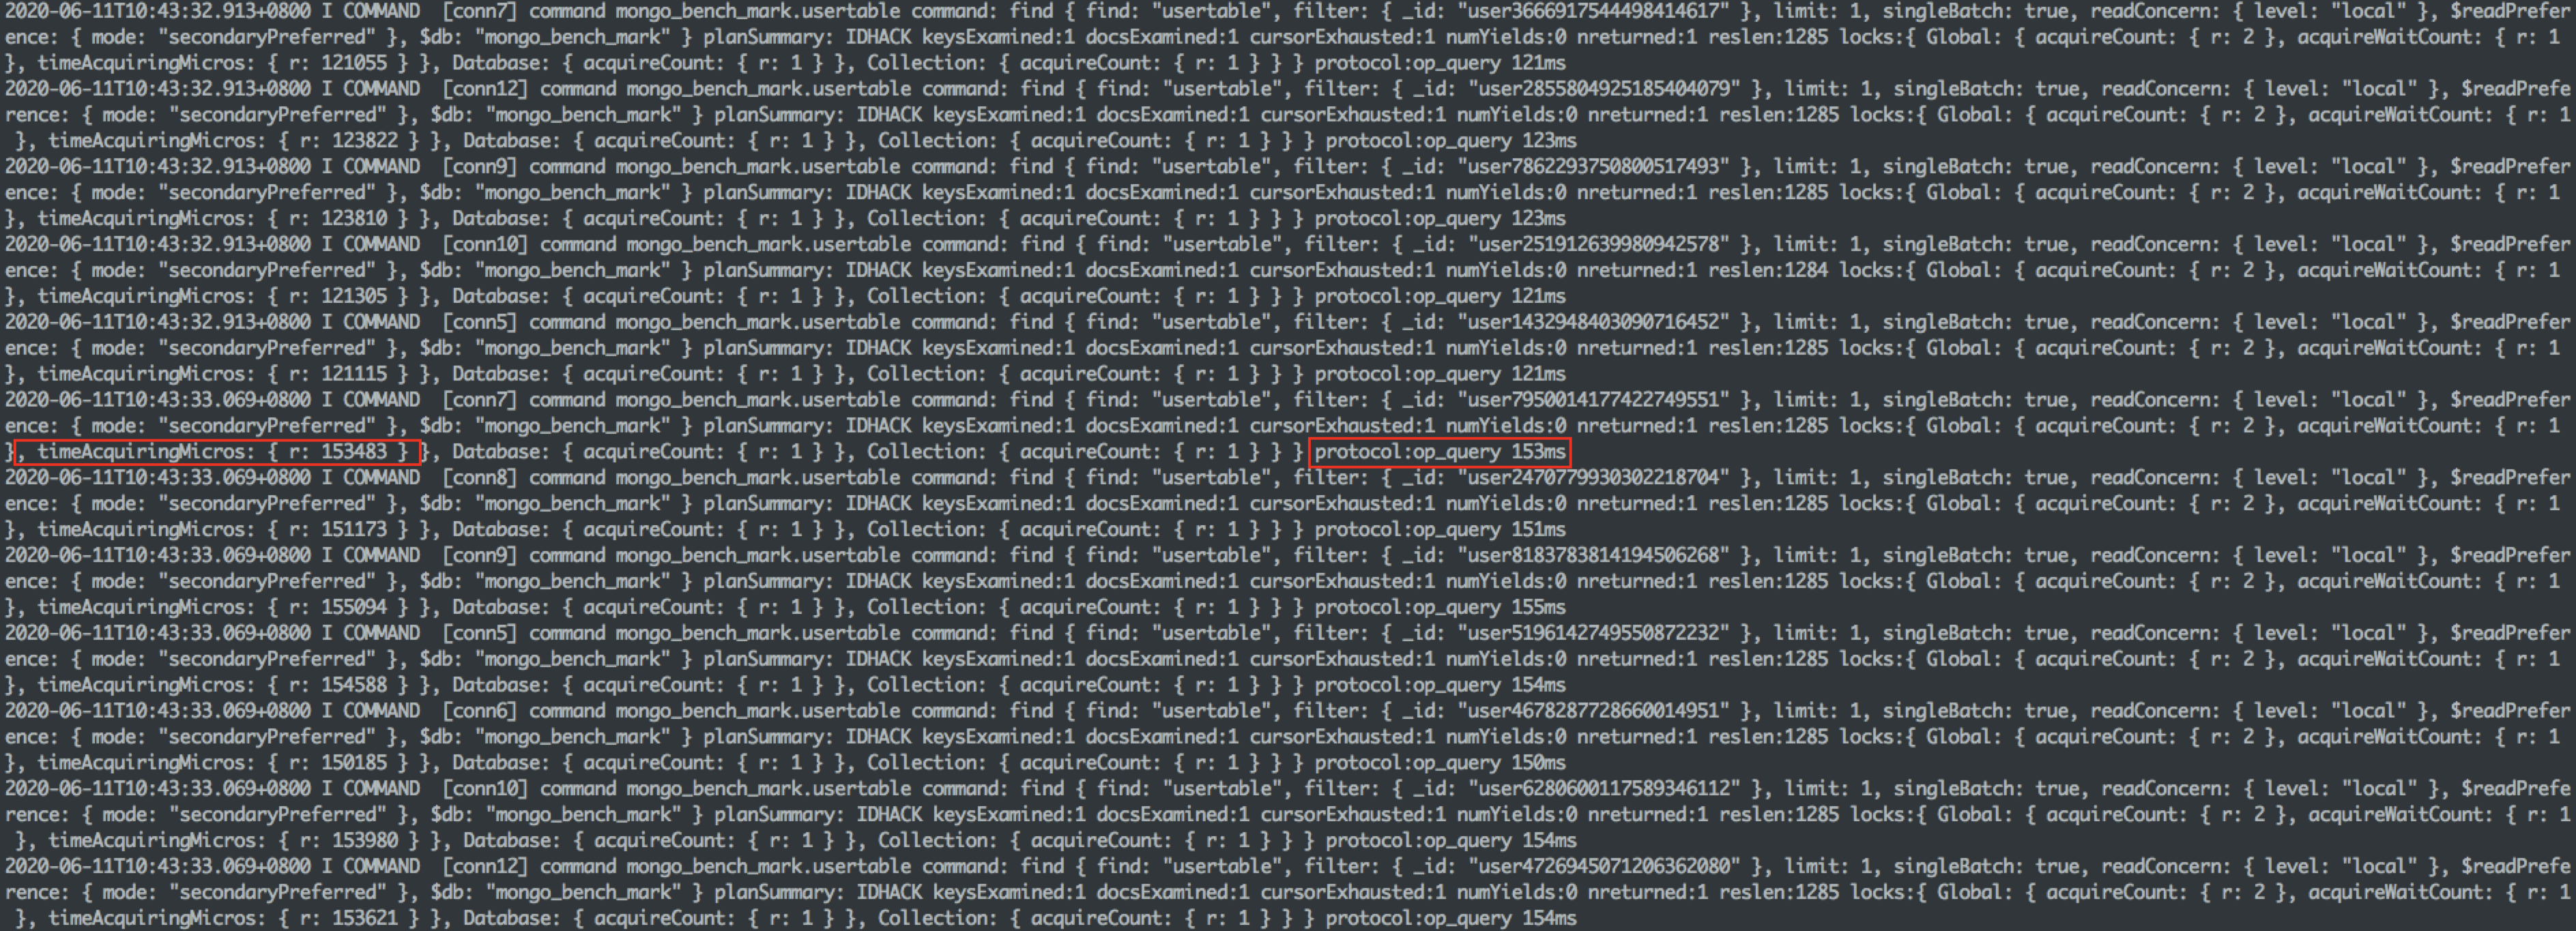 2020-06-11T10:43:32.913+0800 I COMMAND  [conn7] command mongo_bench_mark.usertable command: find { find: "usertable", filter: { _id: "user3666917544498414617" }, limit: 1, singleBatch: true, readConcern: { level: "local" }, $readPrefer
ence: { mode: "secondaryPreferred" }, $db: "mongo_bench_mark" } planSummary: IDHACK keysExamined:1 docsExamined:1 cursorExhausted:1 numYields:0 nreturned:1 reslen:1285 locks:{ Global: { acquireCount: { r: 2 }, acquireWaitCount: { r: 1
}, timeAcquiringMicros: { r: 121055 } }, Database: { acquireCount: { r: 1 } }, Collection: { acquireCount: { r: 1 } } } protocol:op_query 121ms
2020-06-11T10:43:32.913+0800 I COMMAND  [conn12] command mongo_bench_mark.usertable command: find { find: "usertable", filter: { _id: "user2855804925185404079" }, limit: 1, singleBatch: true, readConcern: { level: "local" }, $readPrefe
rence: { mode: "secondaryPreferred" }, $db: "mongo_bench_mark" } planSummary: IDHACK keysExamined:1 docsExamined:1 cursorExhausted:1 numYields:0 nreturned:1 reslen:1285 locks:{ Global: { acquireCount: { r: 2 }, acquireWaitCount: { r: 1
 }, timeAcquiringMicros: { r: 123822 } }, Database: { acquireCount: { r: 1 } }, Collection: { acquireCount: { r: 1 } } } protocol:op_query 123ms
2020-06-11T10:43:32.913+0800 I COMMAND  [conn9] command mongo_bench_mark.usertable command: find { find: "usertable", filter: { _id: "user7862293750800517493" }, limit: 1, singleBatch: true, readConcern: { level: "local" }, $readPrefer
ence: { mode: "secondaryPreferred" }, $db: "mongo_bench_mark" } planSummary: IDHACK keysExamined:1 docsExamined:1 cursorExhausted:1 numYields:0 nreturned:1 reslen:1285 locks:{ Global: { acquireCount: { r: 2 }, acquireWaitCount: { r: 1
}, timeAcquiringMicros: { r: 123810 } }, Database: { acquireCount: { r: 1 } }, Collection: { acquireCount: { r: 1 } } } protocol:op_query 123ms
2020-06-11T10:43:32.913+0800 I COMMAND  [conn10] command mongo_bench_mark.usertable command: find { find: "usertable", filter: { _id: "user251912639980942578" }, limit: 1, singleBatch: true, readConcern: { level: "local" }, $readPrefer
ence: { mode: "secondaryPreferred" }, $db: "mongo_bench_mark" } planSummary: IDHACK keysExamined:1 docsExamined:1 cursorExhausted:1 numYields:0 nreturned:1 reslen:1284 locks:{ Global: { acquireCount: { r: 2 }, acquireWaitCount: { r: 1
}, timeAcquiringMicros: { r: 121305 } }, Database: { acquireCount: { r: 1 } }, Collection: { acquireCount: { r: 1 } } } protocol:op_query 121ms
2020-06-11T10:43:32.913+0800 I COMMAND  [conn5] command mongo_bench_mark.usertable command: find { find: "usertable", filter: { _id: "user1432948403090716452" }, limit: 1, singleBatch: true, readConcern: { level: "local" }, $readPrefer
ence: { mode: "secondaryPreferred" }, $db: "mongo_bench_mark" } planSummary: IDHACK keysExamined:1 docsExamined:1 cursorExhausted:1 numYields:0 nreturned:1 reslen:1285 locks:{ Global: { acquireCount: { r: 2 }, acquireWaitCount: { r: 1
}, timeAcquiringMicros: { r: 121115 } }, Database: { acquireCount: { r: 1 } }, Collection: { acquireCount: { r: 1 } } } protocol:op_query 121ms
2020-06-11T10:43:33.069+0800 I COMMAND  [conn7] command mongo_bench_mark.usertable command: find { find: "usertable", filter: { _id: "user7950014177422749551" }, limit: 1, singleBatch: true, readConcern: { level: "local" }, $readPrefer
ence: { mode: "secondaryPreferred" }, $db: "mongo_bench_mark" } planSummary: IDHACK keysExamined:1 docsExamined:1 cursorExhausted:1 numYields:0 nreturned:1 reslen:1285 locks:{ Global: { acquireCount: { r: 2 }, acquireWaitCount: { r: 1
}, timeAcquiringMicros: { r: 153483 } }, Database: { acquireCount: { r: 1 } }, Collection: { acquireCount: { r: 1 } } } protocol:op_query 153ms
2020-06-11T10:43:33.069+0800 I COMMAND  [conn8] command mongo_bench_mark.usertable command: find { find: "usertable", filter: { _id: "user2470779930302218704" }, limit: 1, singleBatch: true, readConcern: { level: "local" }, $readPrefer
ence: { mode: "secondaryPreferred" }, $db: "mongo_bench_mark" } planSummary: IDHACK keysExamined:1 docsExamined:1 cursorExhausted:1 numYields:0 nreturned:1 reslen:1285 locks:{ Global: { acquireCount: { r: 2 }, acquireWaitCount: { r: 1
}, timeAcquiringMicros: { r: 151173 } }, Database: { acquireCount: { r: 1 } }, Collection: { acquireCount: { r: 1 } } } protocol:op_query 151ms
2020-06-11T10:43:33.069+0800 I COMMAND  [conn9] command mongo_bench_mark.usertable command: find { find: "usertable", filter: { _id: "user8183783814194506268" }, limit: 1, singleBatch: true, readConcern: { level: "local" }, $readPrefer
ence: { mode: "secondaryPreferred" }, $db: "mongo_bench_mark" } planSummary: IDHACK keysExamined:1 docsExamined:1 cursorExhausted:1 numYields:0 nreturned:1 reslen:1285 locks:{ Global: { acquireCount: { r: 2 }, acquireWaitCount: { r: 1
}, timeAcquiringMicros: { r: 155094 } }, Database: { acquireCount: { r: 1 } }, Collection: { acquireCount: { r: 1 } } } protocol:op_query 155ms
2020-06-11T10:43:33.069+0800 I COMMAND  [conn5] command mongo_bench_mark.usertable command: find { find: "usertable", filter: { _id: "user5196142749550872232" }, limit: 1, singleBatch: true, readConcern: { level: "local" }, $readPrefer
ence: { mode: "secondaryPreferred" }, $db: "mongo_bench_mark" } planSummary: IDHACK keysExamined:1 docsExamined:1 cursorExhausted:1 numYields:0 nreturned:1 reslen:1285 locks:{ Global: { acquireCount: { r: 2 }, acquireWaitCount: { r: 1
}, timeAcquiringMicros: { r: 154588 } }, Database: { acquireCount: { r: 1 } }, Collection: { acquireCount: { r: 1 } } } protocol:op_query 154ms
2020-06-11T10:43:33.069+0800 I COMMAND  [conn6] command mongo_bench_mark.usertable command: find { find: "usertable", filter: { _id: "user4678287728660014951" }, limit: 1, singleBatch: true, readConcern: { level: "local" }, $readPrefer
ence: { mode: "secondaryPreferred" }, $db: "mongo_bench_mark" } planSummary: IDHACK keysExamined:1 docsExamined:1 cursorExhausted:1 numYields:0 nreturned:1 reslen:1285 locks:{ Global: { acquireCount: { r: 2 }, acquireWaitCount: { r: 1
}, timeAcquiringMicros: { r: 150185 } }, Database: { acquireCount: { r: 1 } }, Collection: { acquireCount: { r: 1 } } } protocol:op_query 150ms
2020-06-11T10:43:33.069+0800 I COMMAND  [conn10] command mongo_bench_mark.usertable command: find { find: "usertable", filter: { _id: "user6280600117589346112" }, limit: 1, singleBatch: true, readConcern: { level: "local" }, $readPrefe
rence: { mode: "secondaryPreferred" }, $db: "mongo_bench_mark" } planSummary: IDHACK keysExamined:1 docsExamined:1 cursorExhausted:1 numYields:0 nreturned:1 reslen:1285 locks:{ Global: { acquireCount: { r: 2 }, acquireWaitCount: { r: 1
 }, timeAcquiringMicros: { r: 153980 } }, Database: { acquireCount: { r: 1 } }, Collection: { acquireCount: { r: 1 } } } protocol:op_query 154ms
2020-06-11T10:43:33.069+0800 I COMMAND  [conn12] command mongo_bench_mark.usertable command: find { find: "usertable", filter: { _id: "user4726945071206362080" }, limit: 1, singleBatch: true, readConcern: { level: "local" }, $readPrefe
rence: { mode: "secondaryPreferred" }, $db: "mongo_bench_mark" } planSummary: IDHACK keysExamined:1 docsExamined:1 cursorExhausted:1 numYields:0 nreturned:1 reslen:1285 locks:{ Global: { acquireCount: { r: 2 }, acquireWaitCount: { r: 1
 }, timeAcquiringMicros: { r: 153621 } }, Database: { acquireCount: { r: 1 } }, Collection: { acquireCount: { r: 1 } } } protocol:op_query 154ms